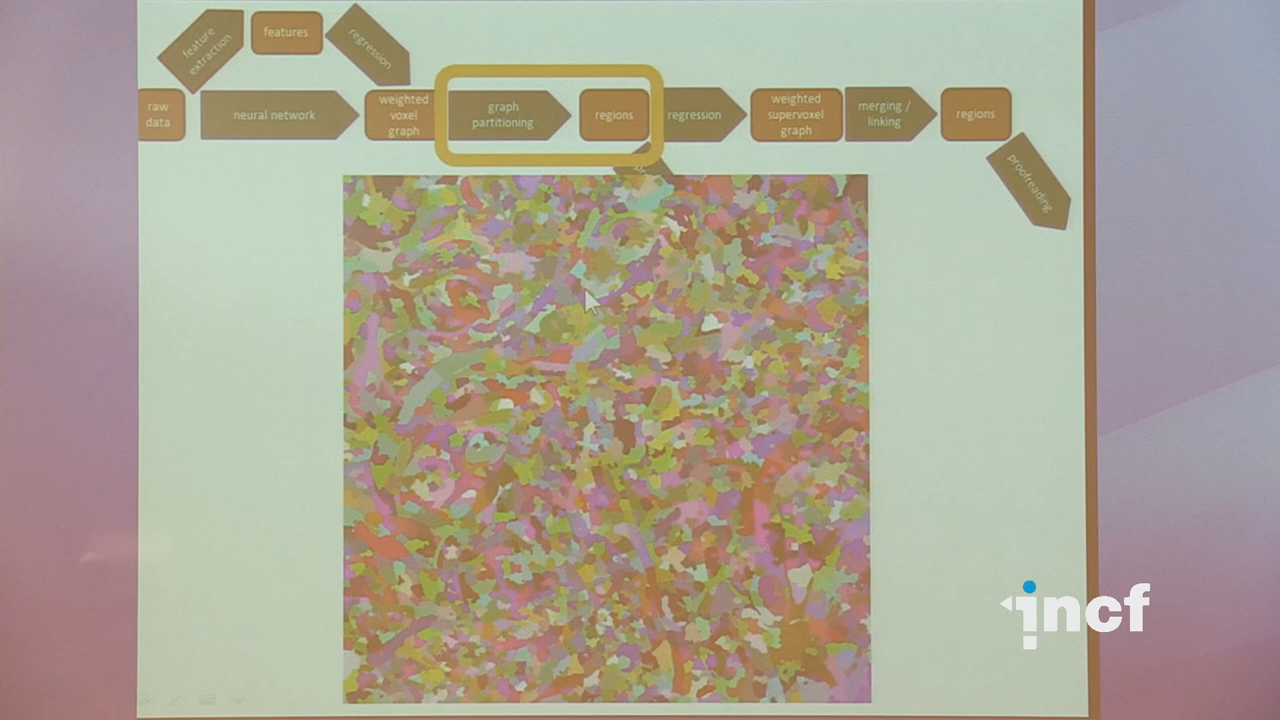 feature
extraction
features
regression
raw
data
neural network
weighted
voxel
graph
graph
partitioning
regions
regression
weighted
supervoxel
graph
merging /
linking
regions
proofreading
incf